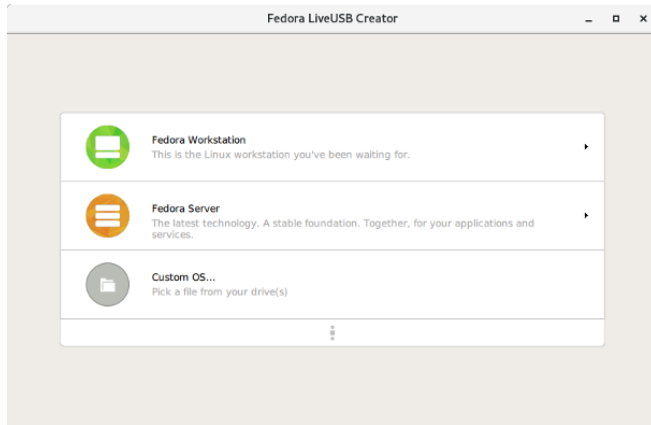 Fedora LiveUSB Creator
Fedora Workstation
This is the Linux workstation you've been waiting for.
Fedora Server
The latest technology. A stable foundation. Together, for your applications and
services.
Custom OS...
Pick a file from your drive(s)